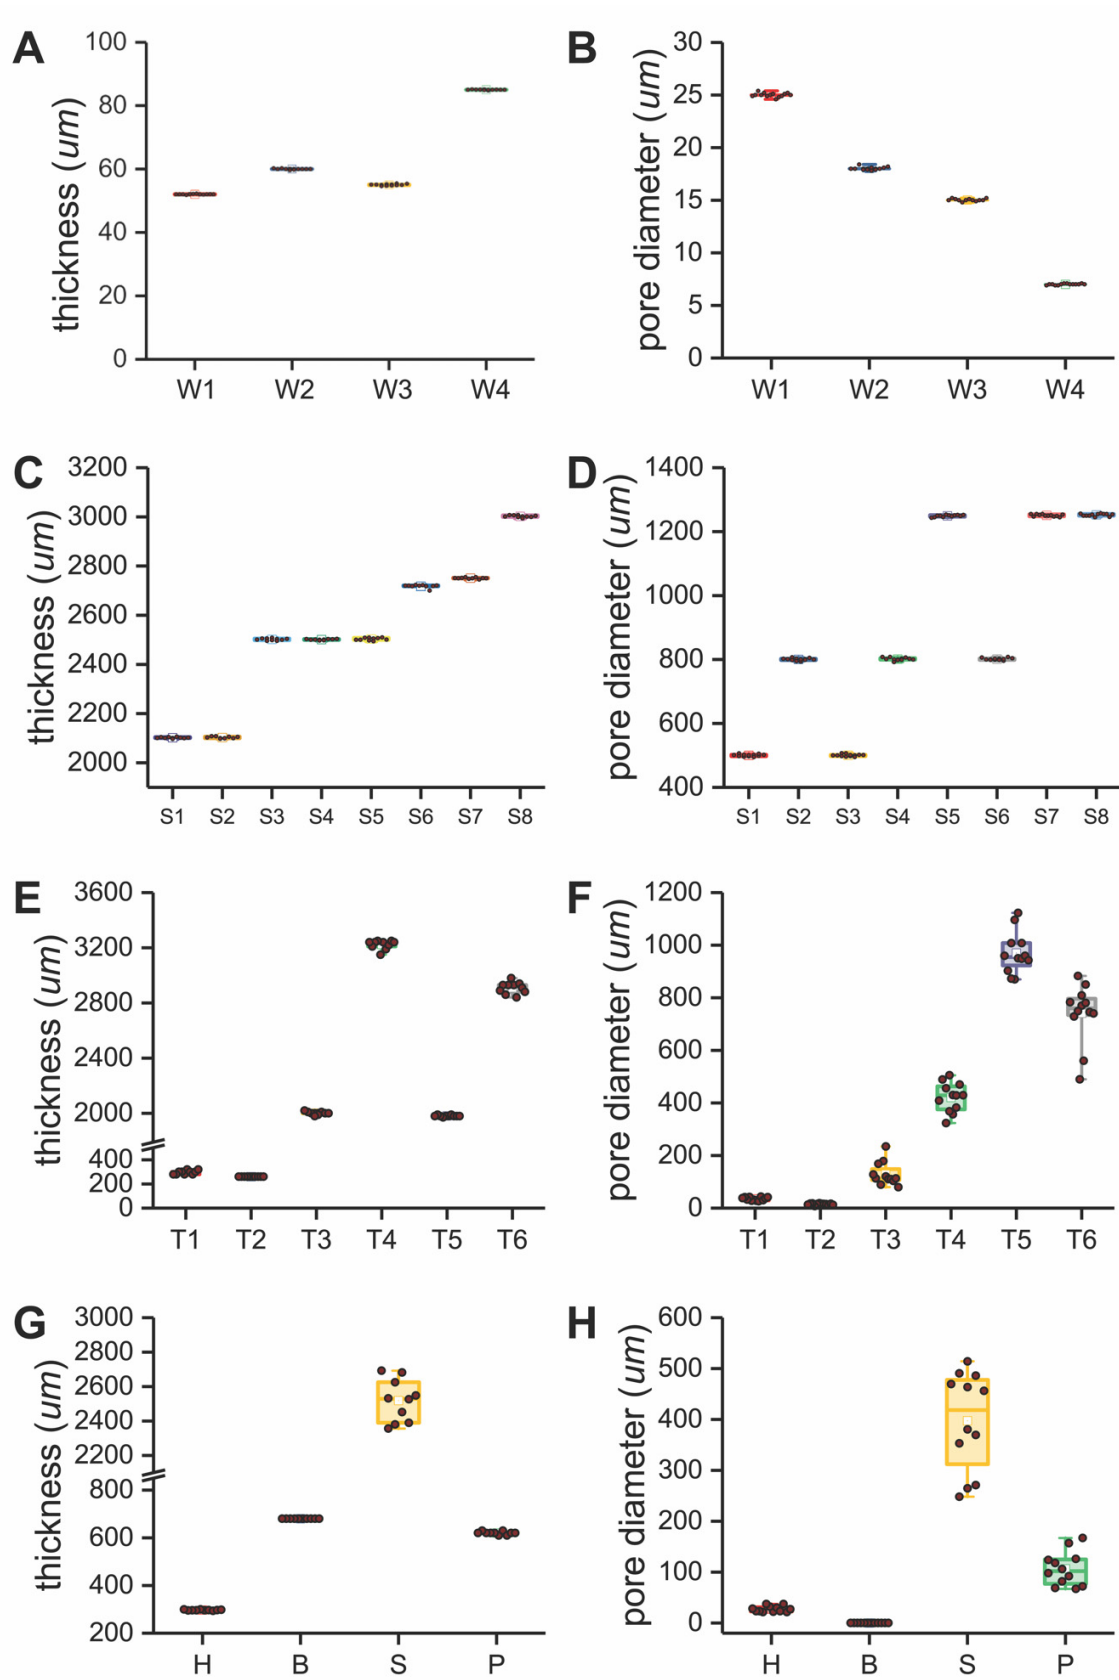 A
thickness (um)
100
80
60
40
20
0
W1 W2 W3 W4
B
pore diameter (um)
30
25
20
15
10
5
0
W1 W2 W3 W4
C
thickness (um)
3200
3000
2800
2600
2400
2200
2000
S1 S2 S3 S4 S5 S6 S7 S8
D
pore diameter (um)
1400
1200
1000
800
600
400
S1 S2 S3 S4 S5 S6 S7 S8
E
thickness (um)
3600
3200
2800
2400
2000
400
200
0
T1 T2 T3 T4 T5 T6
F
pore diameter (um)
1200
1000
800
600
400
200
0
T1 T2 T3 T4 T5 T6
G
thickness (um)
3000
2800
2600
2400
2200
800
600
400
200
H B S P
H
pore diameter (um)
600
500
400
300
200
100
0
H B S P